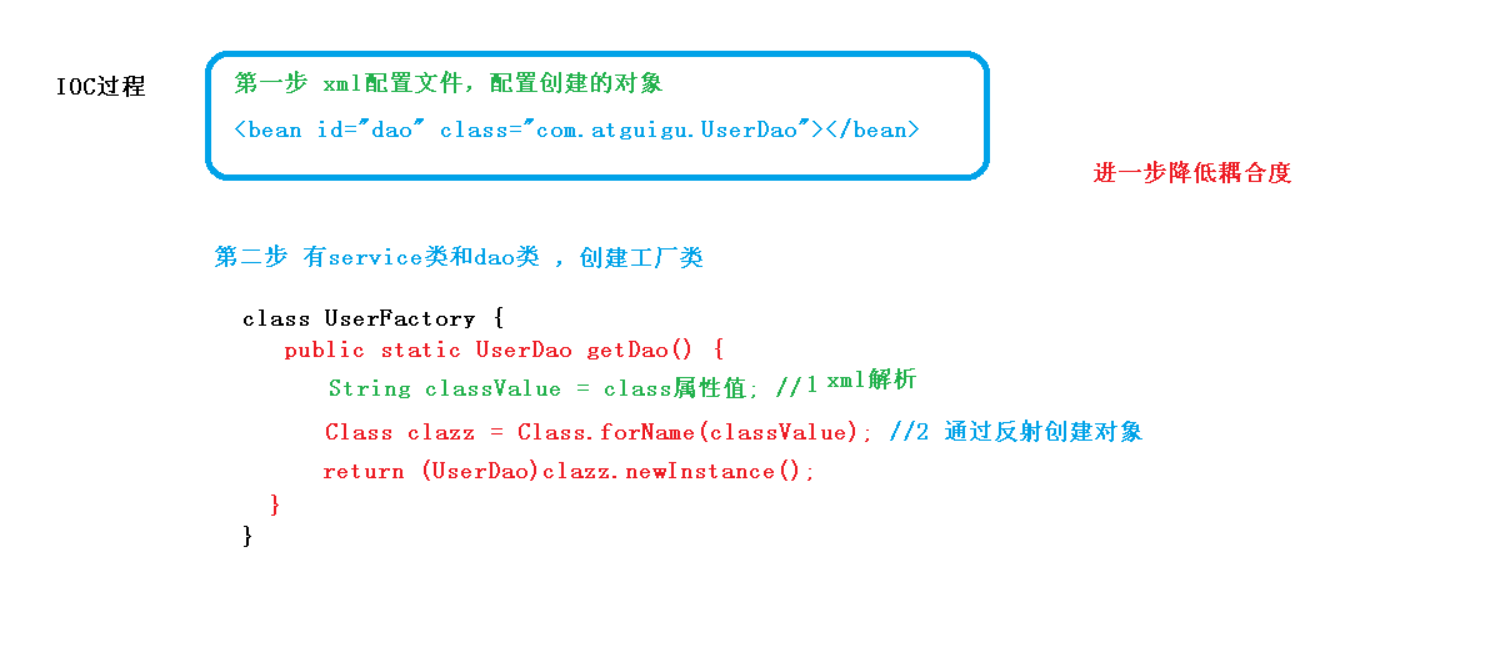 IOC过程
第一步 xml配置文件，配置创建的对象
<bean id="dao" class="com.atguigu.UserDao"></bean>
进一步降低耦合度
第二步 有service类和dao类 ，创建工厂类
class UserFactory {
public static UserDao getDao() {
String classValue = class属性值; //1 xml解析
Class clazz = Class.forName(classValue); //2 通过反射创建对象
return (UserDao)clazz.newInstance();
}
}